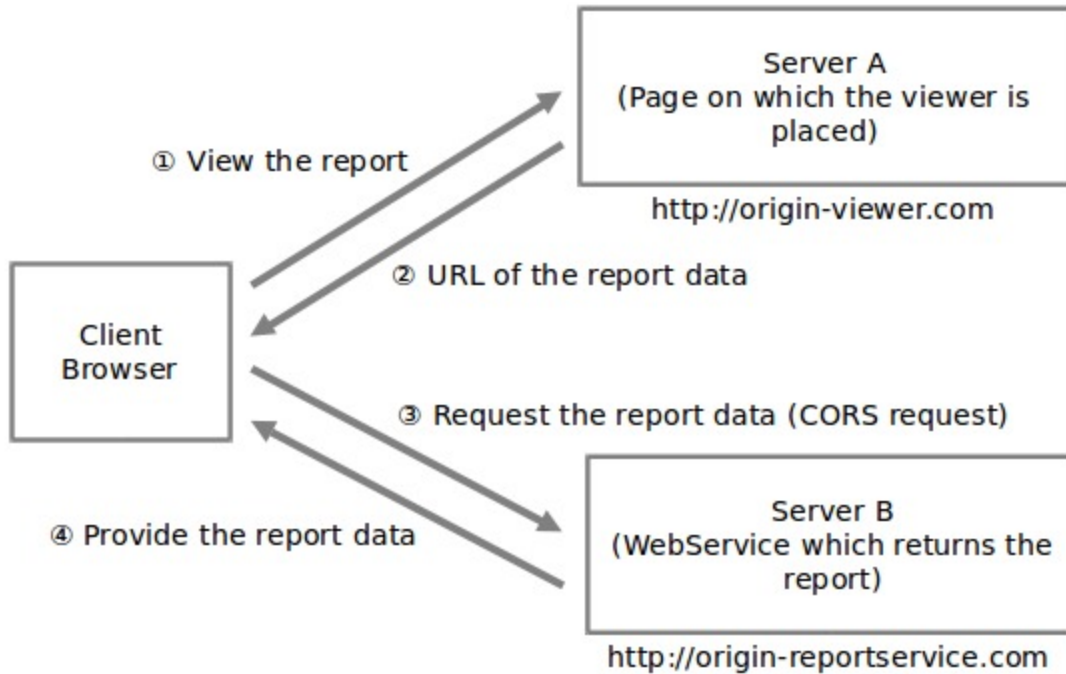 Server A
(Page on which the viewer is
placed)
① View the report
http://origin-viewer.com
② URL of the report data
Client
Browser
③ Request the report data (CORS request)
Server B
④ Provide the report data
(WebService which returns the
report)
http://origin-reportservice.com